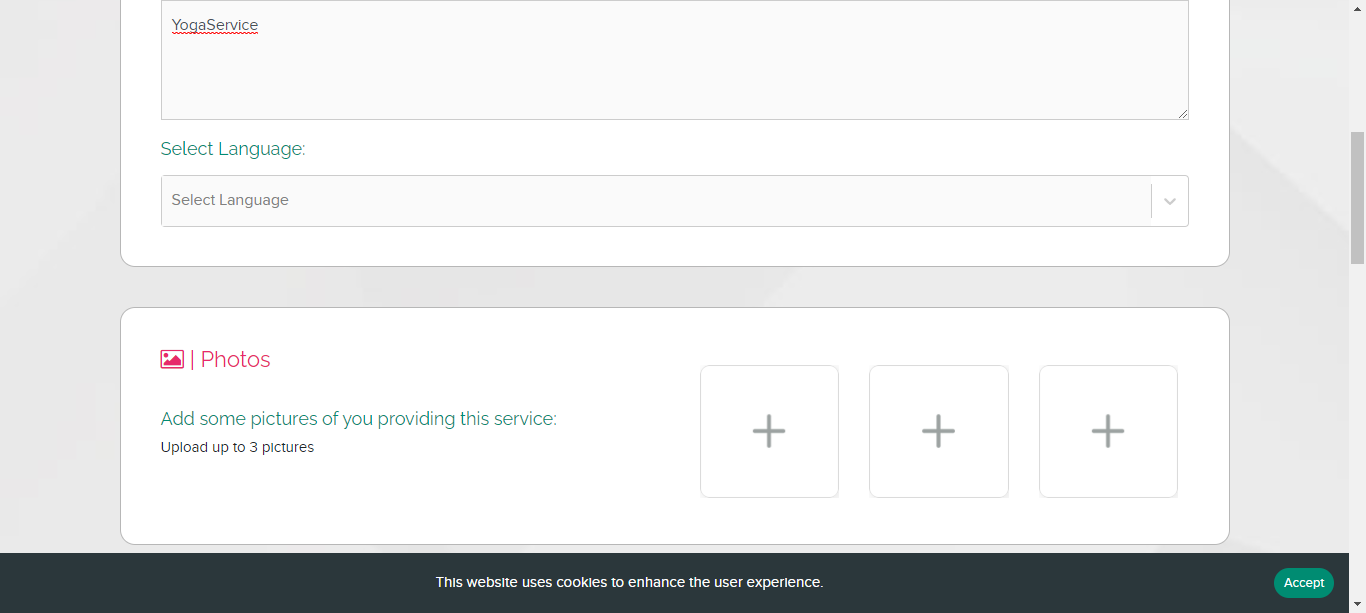 YogaService
Select Language:
Select Language
| Photos
Add some pictures of you providing this service:
Upload up to 3 pictures
This website uses cookies to enhance the user experience.
Accept